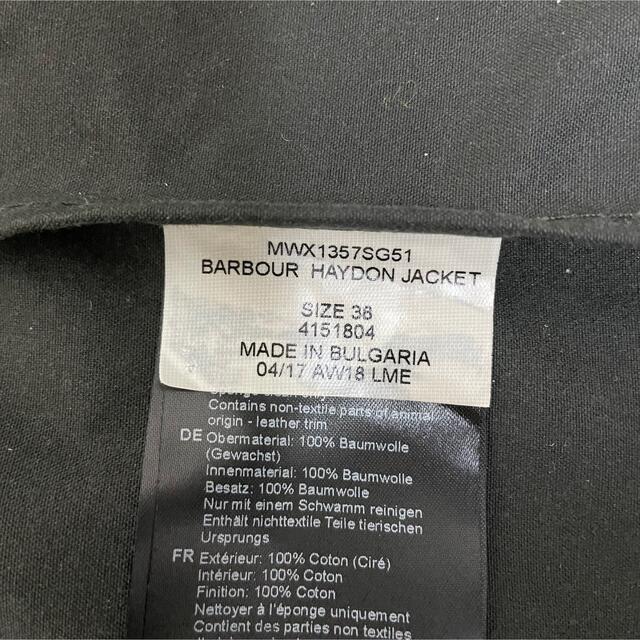 MWX1357SG51
BARBOUR HAYDON JACKET
SIZE 36
4151804
MADE IN BULGARIA
04/17 AW18 LME
Contains non-textile parts of animal
origin - leather trim
DE Obermaterial: 100% Baumwolle
(Gewachst)
Innenmaterial: 100% Baumwolle
Besatz: 100% Baumwolle
Nur mit einem Schwamm reinigen
Enthält nichttextile Teile tierischen
Ursprungs
FR Extérieur: 100% Coton (Ciré)
Intérieur: 100% Coton
Finition: 100% Coton
Nettoyer à l'éponge uniquement
Contient des parties non textiles